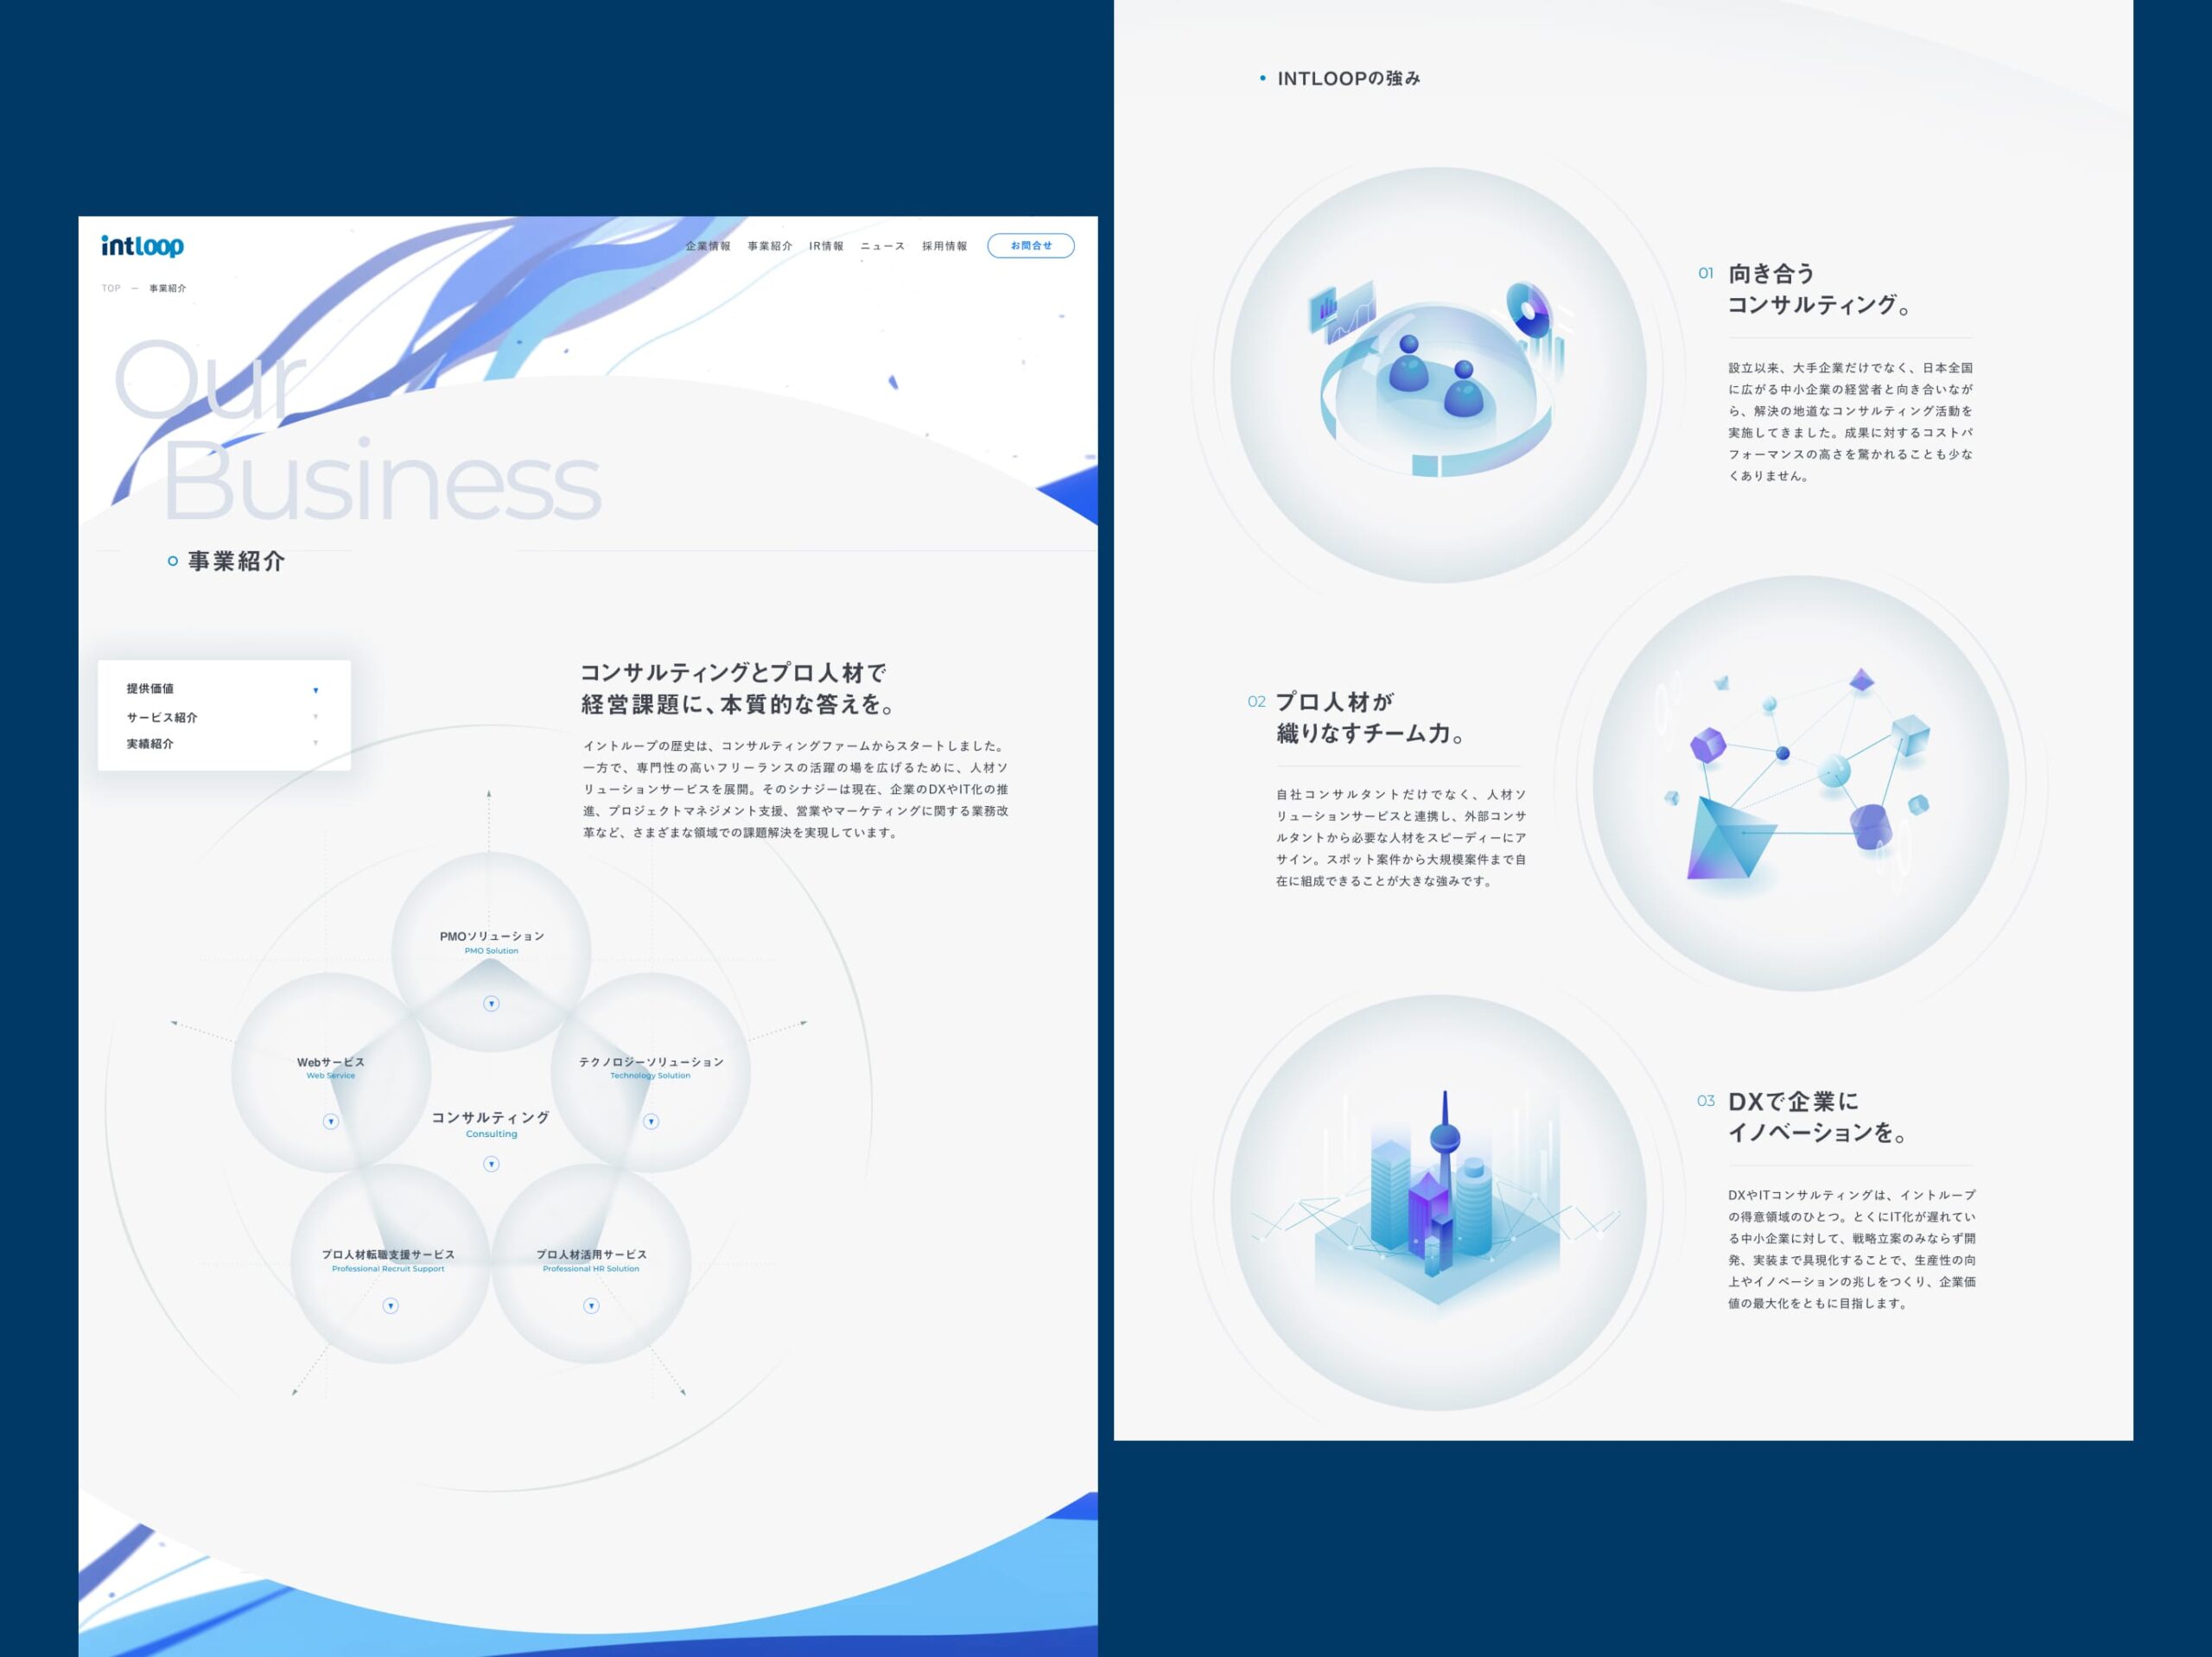 intloop
企業情報 事業紹介 IR情報 ニュース 採用情報 お問合せ
TOP ー 事業紹介
Our
Business
事業紹介
提供価値
サービス紹介
実績紹介
コンサルティングとプロ人材で
経営課題に、本質的な答えを。
イントループの歴史は、コンサルティングファームからスタートしました。
一方で、専門性の高いフリーランスの活躍の場を広げるために、人材ソ
リューションサービスを展開。そのシナジーは現在、企業のDXやIT化の推
進、プロジェクトマネジメント支援、営業やマーケティングに関する業務改
革など、さまざまな領域での課題解決を実現しています。
PMOソリューション
PMO Solution
Webサービス
Web Service
テクノロジーソリューション
Technology Solution
コンサルティング
Consulting
プロ人材転職支援サービス
Professional Recruit Support
プロ人材活用サービス
Professional HR Solution
INTLOOPの強み
01 向き合う
コンサルティング。
設立以来、大手企業だけでなく、日本全国
に広がる中小企業の経営者と向き合いなが
ら、解決の地道なコンサルティング活動を
実施してきました。成果に対するコストパ
フォーマンスの高さを驚かれることも少な
くありません。
02 プロ人材が
織りなすチーム力。
自社コンサルタントだけでなく、人材ソ
リューションサービスと連携し、外部コンサ
ルタントから必要な人材をスピーディーにア
サイン。スポット案件から大規模案件まで自
在に組成できることが大きな強みです。
03 DXで企業に
イノベーションを。
DXやITコンサルティングは、イントループ
の得意領域のひとつ。とくにIT化が遅れてい
る中小企業に対して、戦略立案のみならず開
発、実装まで具現化することで、生産性の向
上やイノベーションの兆しをつくり、企業価
値の最大化をともに目指します。